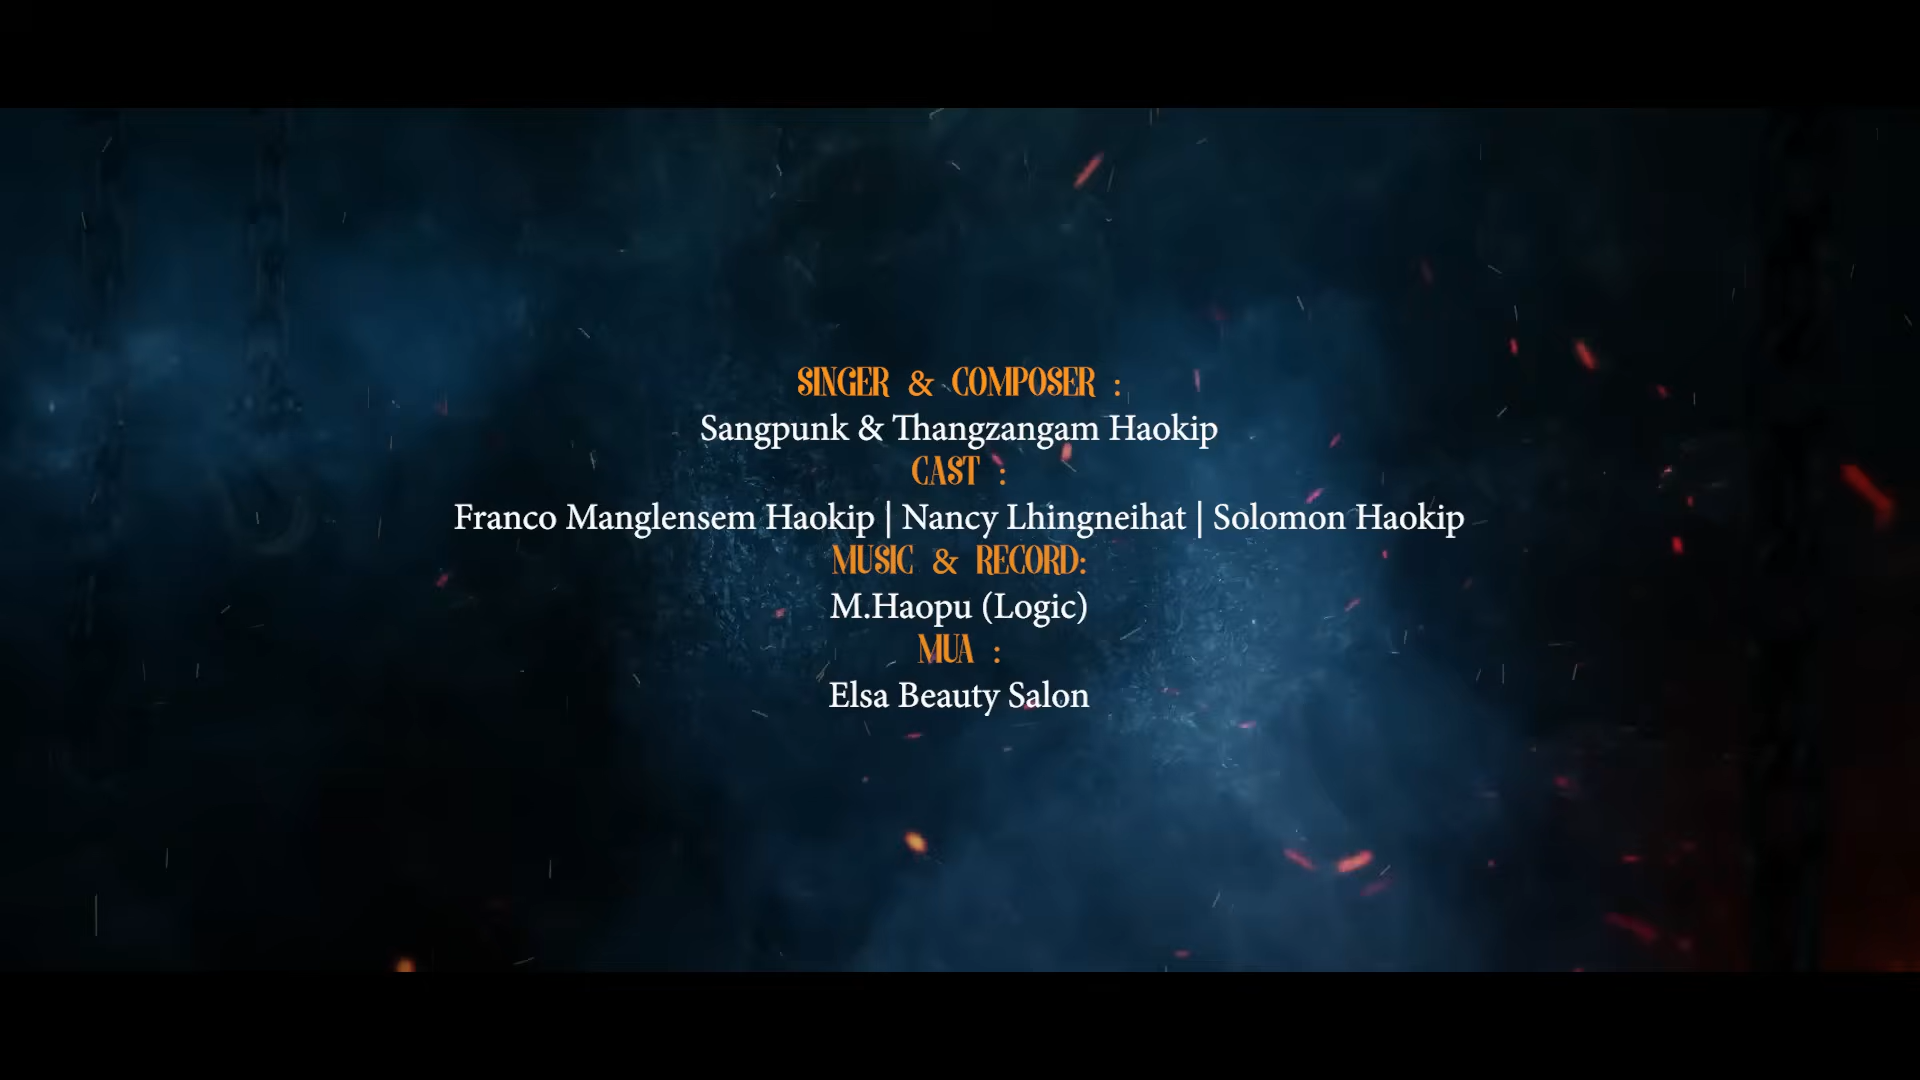 SINGER & COMPOSER :
Sangpunk & Thangzangam Haokip
CAST :
Franco Manglensem Haokip | Nancy Lhingneihat | Solomon Haokip
MUSIC & RECORD:
M.Haopu (Logic)
MUA :
Elsa Beauty Salon